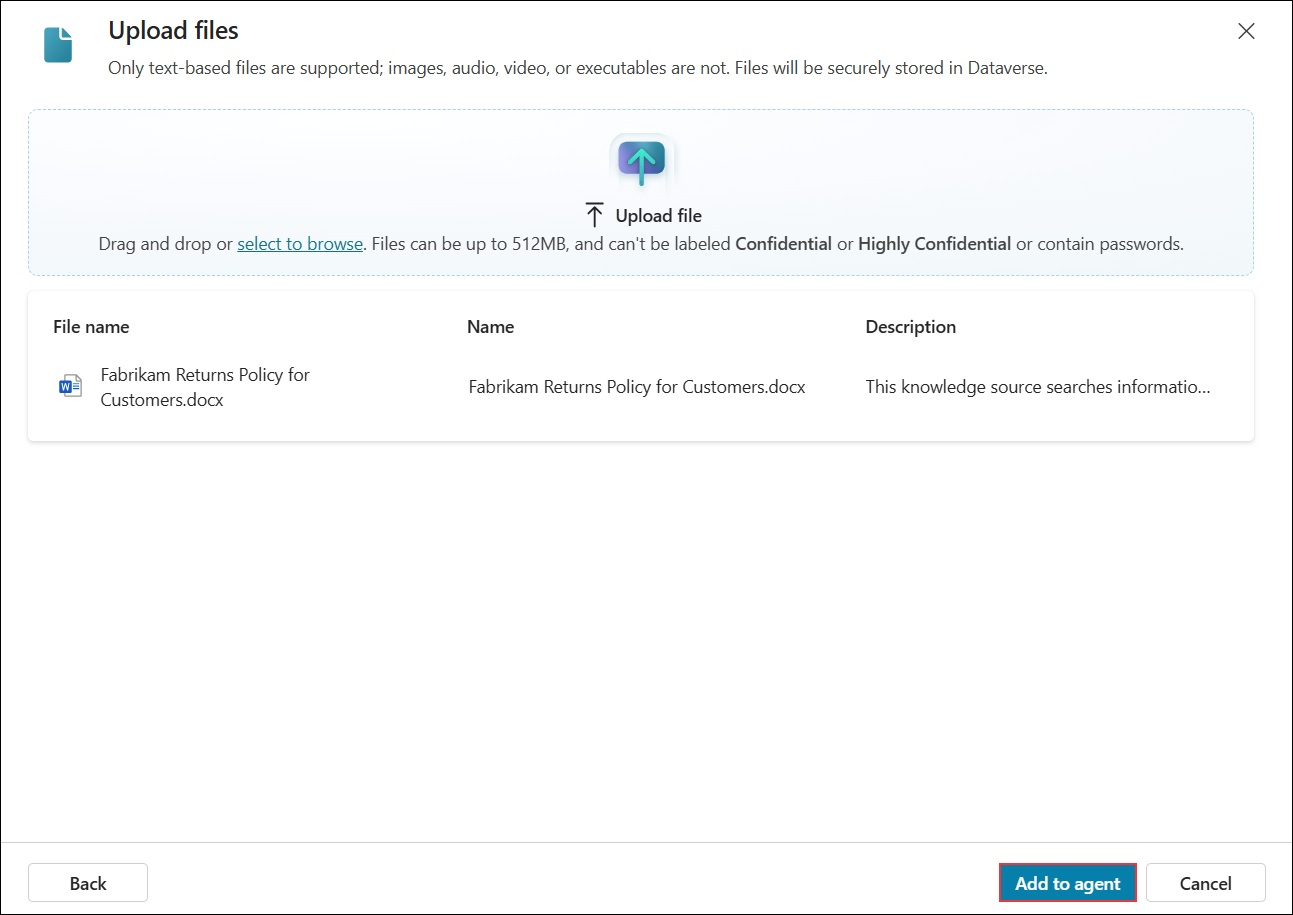 Upload files
Only text-based files are supported; images, audio, video, or executables are not. Files will be securely stored in Dataverse.
Upload file
Drag and drop or select to browse. Files can be up to 512MB, and can't be labeled Confidential or Highly Confidential or contain passwords.
File name Name Description
W
Fabrikam Returns Policy for
Customers.docx
Fabrikam Returns Policy for Customers.docx
This knowledge source searches informatio...
Back
Add to agent
Cancel